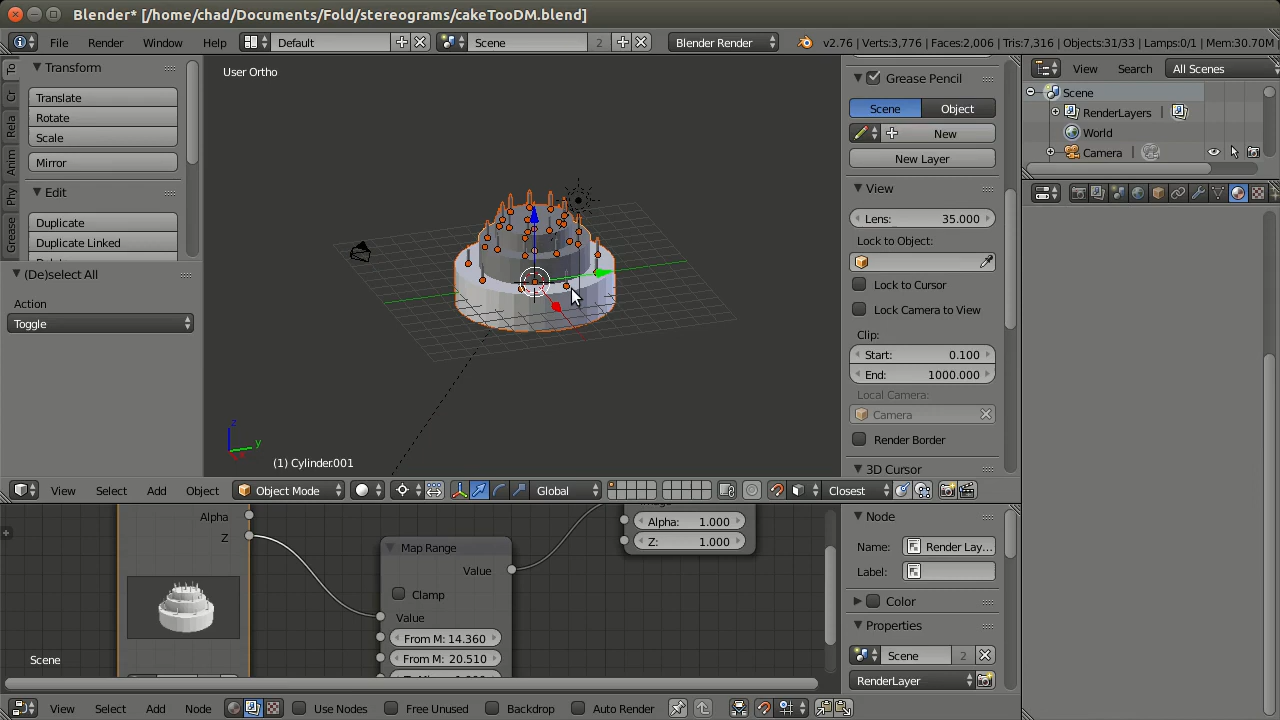 Blender* [/home/chad/Documents/Fold/stereograms/cakeTooDM.blend]
File Render Window Help Default Scene 2 Blender Render v2.76 | Verts:3,776 | Faces:2,006 | Tris:7,316 | Objects:31/33 | Lamps:0/1 | Mem:30.70M
To
Cr
Rela
Anim
Phy
Grease
Transform
Translate
Rotate
Scale
Mirror
Edit
Duplicate
Duplicate Linked
(De)select All
Action
Toggle
User Ortho
z
y
(1) Cylinder.001
Grease Pencil
Scene Object
New
New Layer
View
Lens: 35.000
Lock to Object:
Lock to Cursor
Lock Camera to View
Clip:
Start: 0.100
End: 1000.000
Local Camera:
Camera
Render Border
3D Cursor
View Search All Scenes
Scene
RenderLayers |
World
Camera |
View Select Add Object Object Mode Global Closest
Alpha
Z
Scene
Map Range
Value
Clamp
Value
From M: 14.360
From M: 20.510
Alpha: 1.000
Z: 1.000
Node
Name: Render Lay...
Label:
Color
Properties
Scene 2
RenderLayer
View Select Add Node Use Nodes Free Unused Backdrop Auto Render